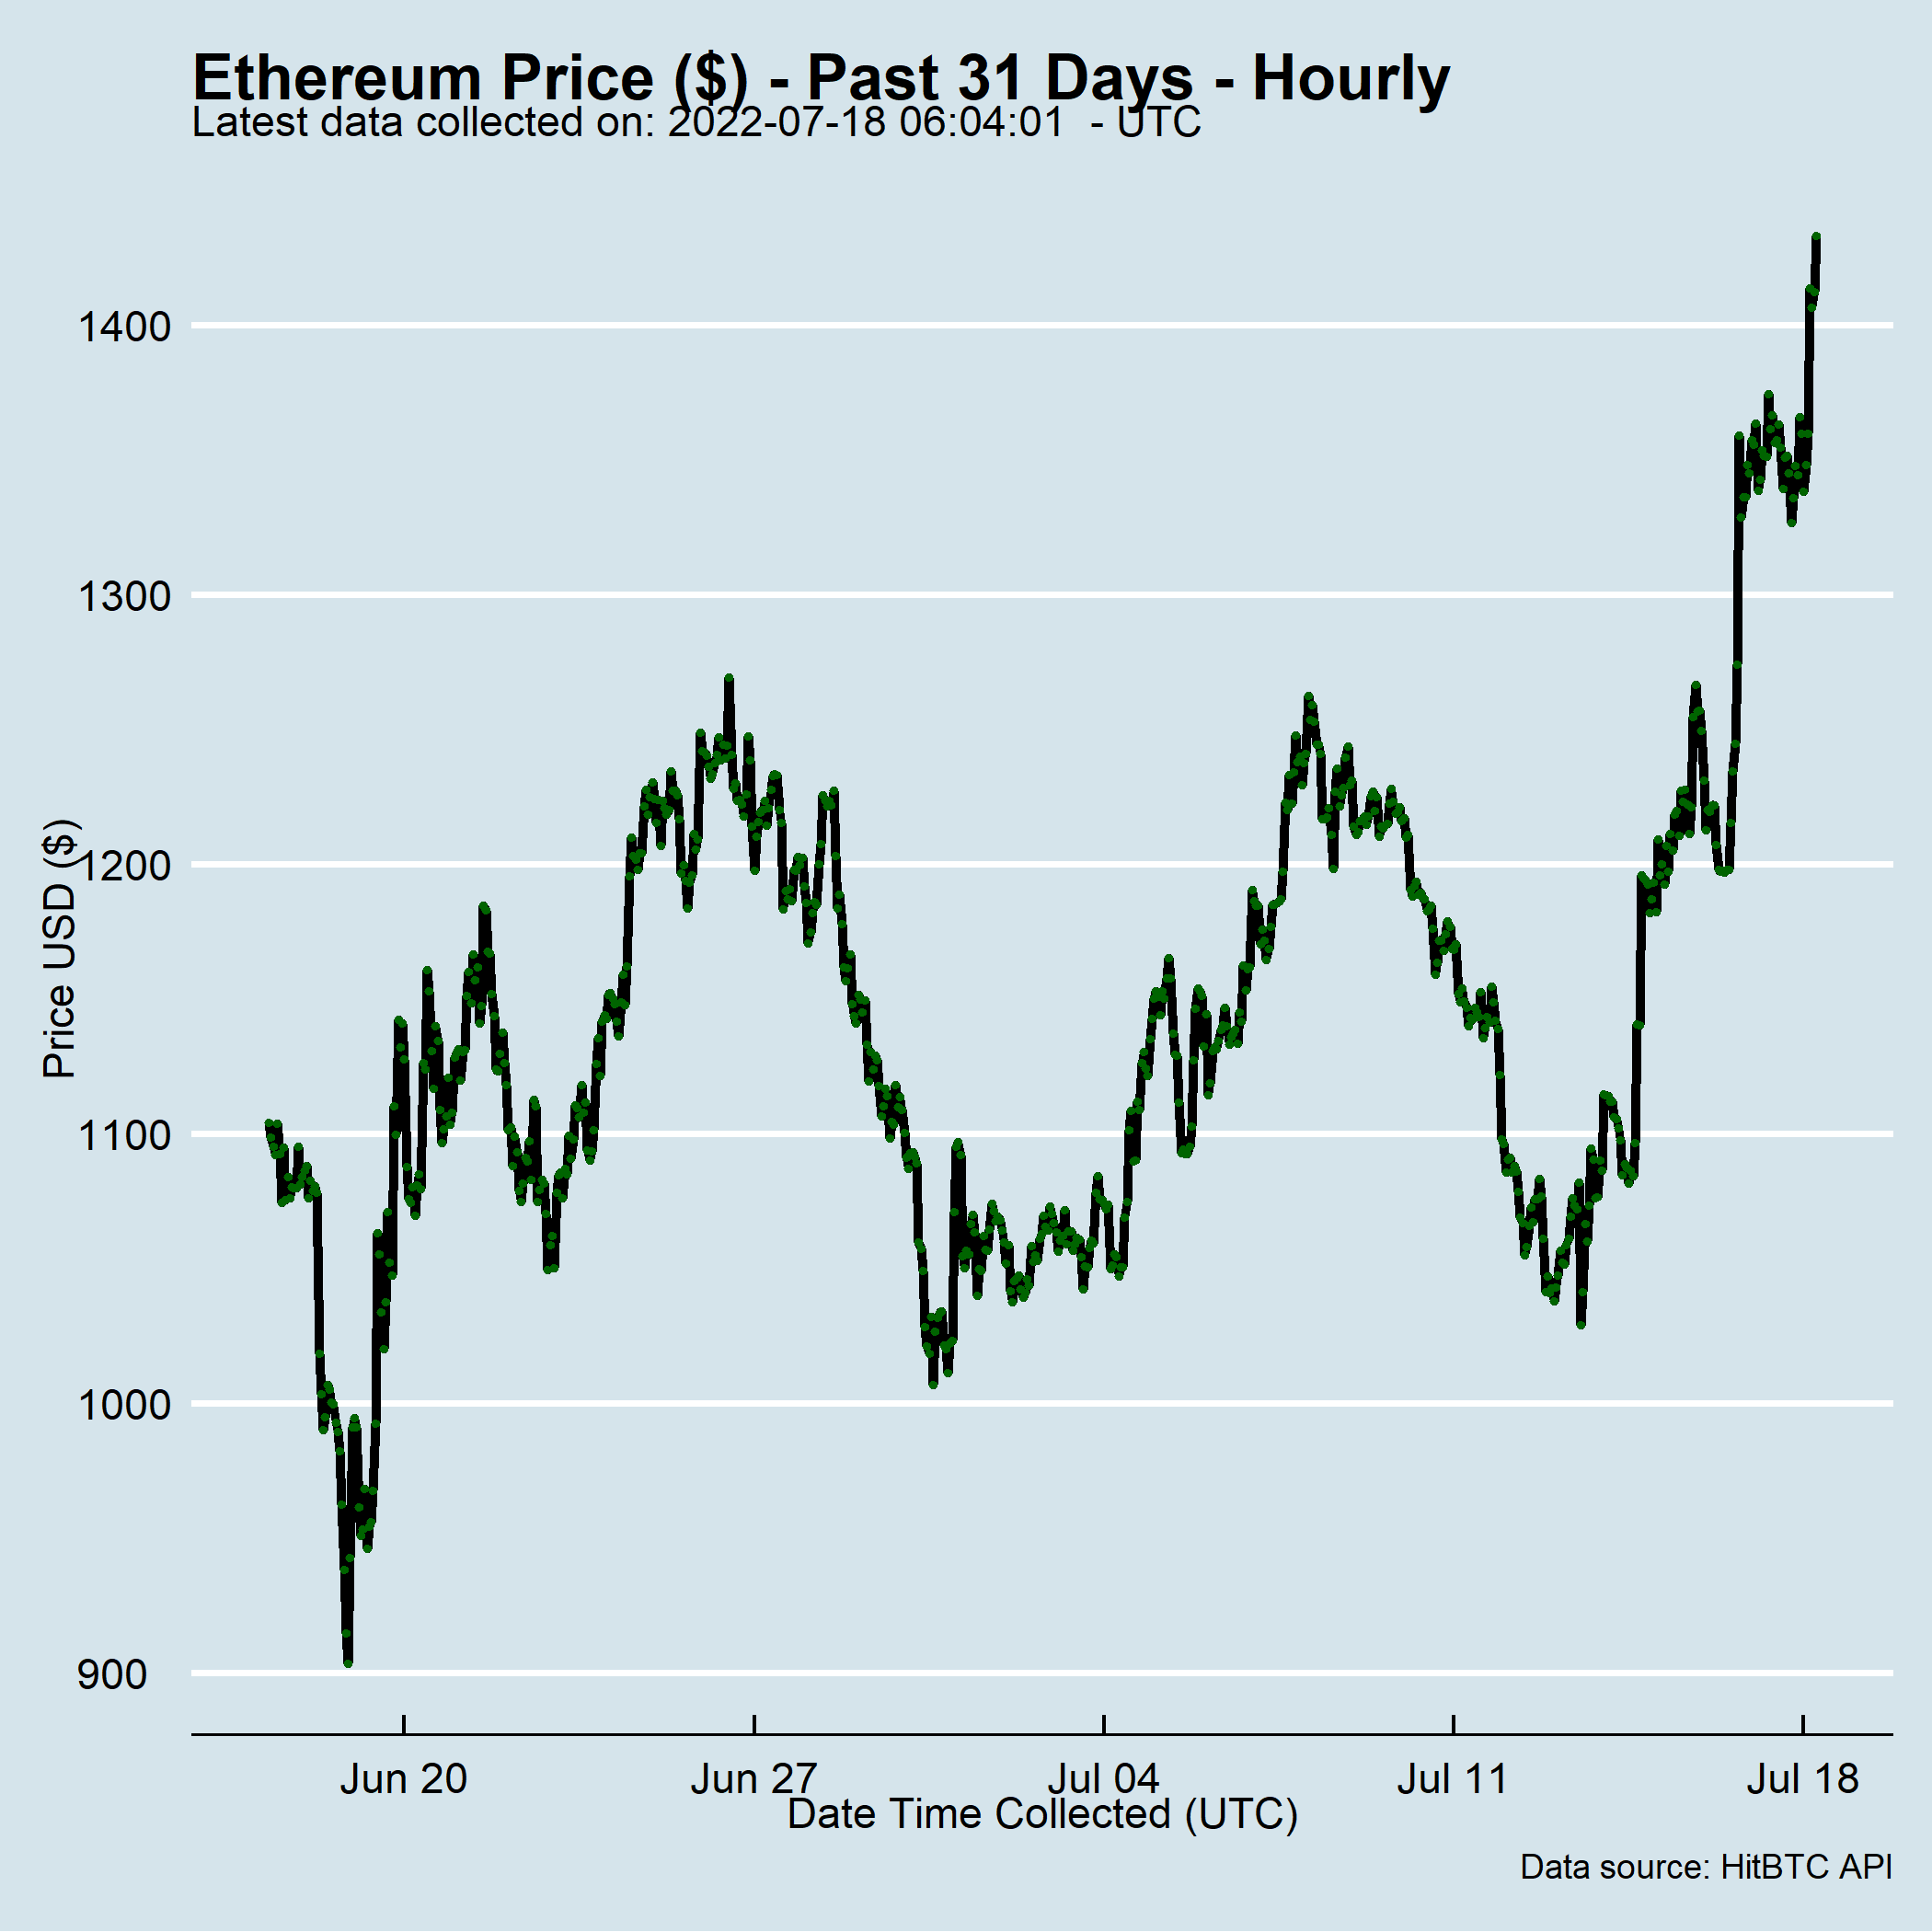 Ethereum Price ($) - Past 31 Days - Hourly
Latest data collected on: 2022-07-18 06:04:01  - UTC
Price USD ($)
1400
1300
1200
1100
1000
900
Jun 20
Jun 27
Jul 04
Jul 11
Jul 18
Date Time Collected (UTC)
Data source: HitBTC API